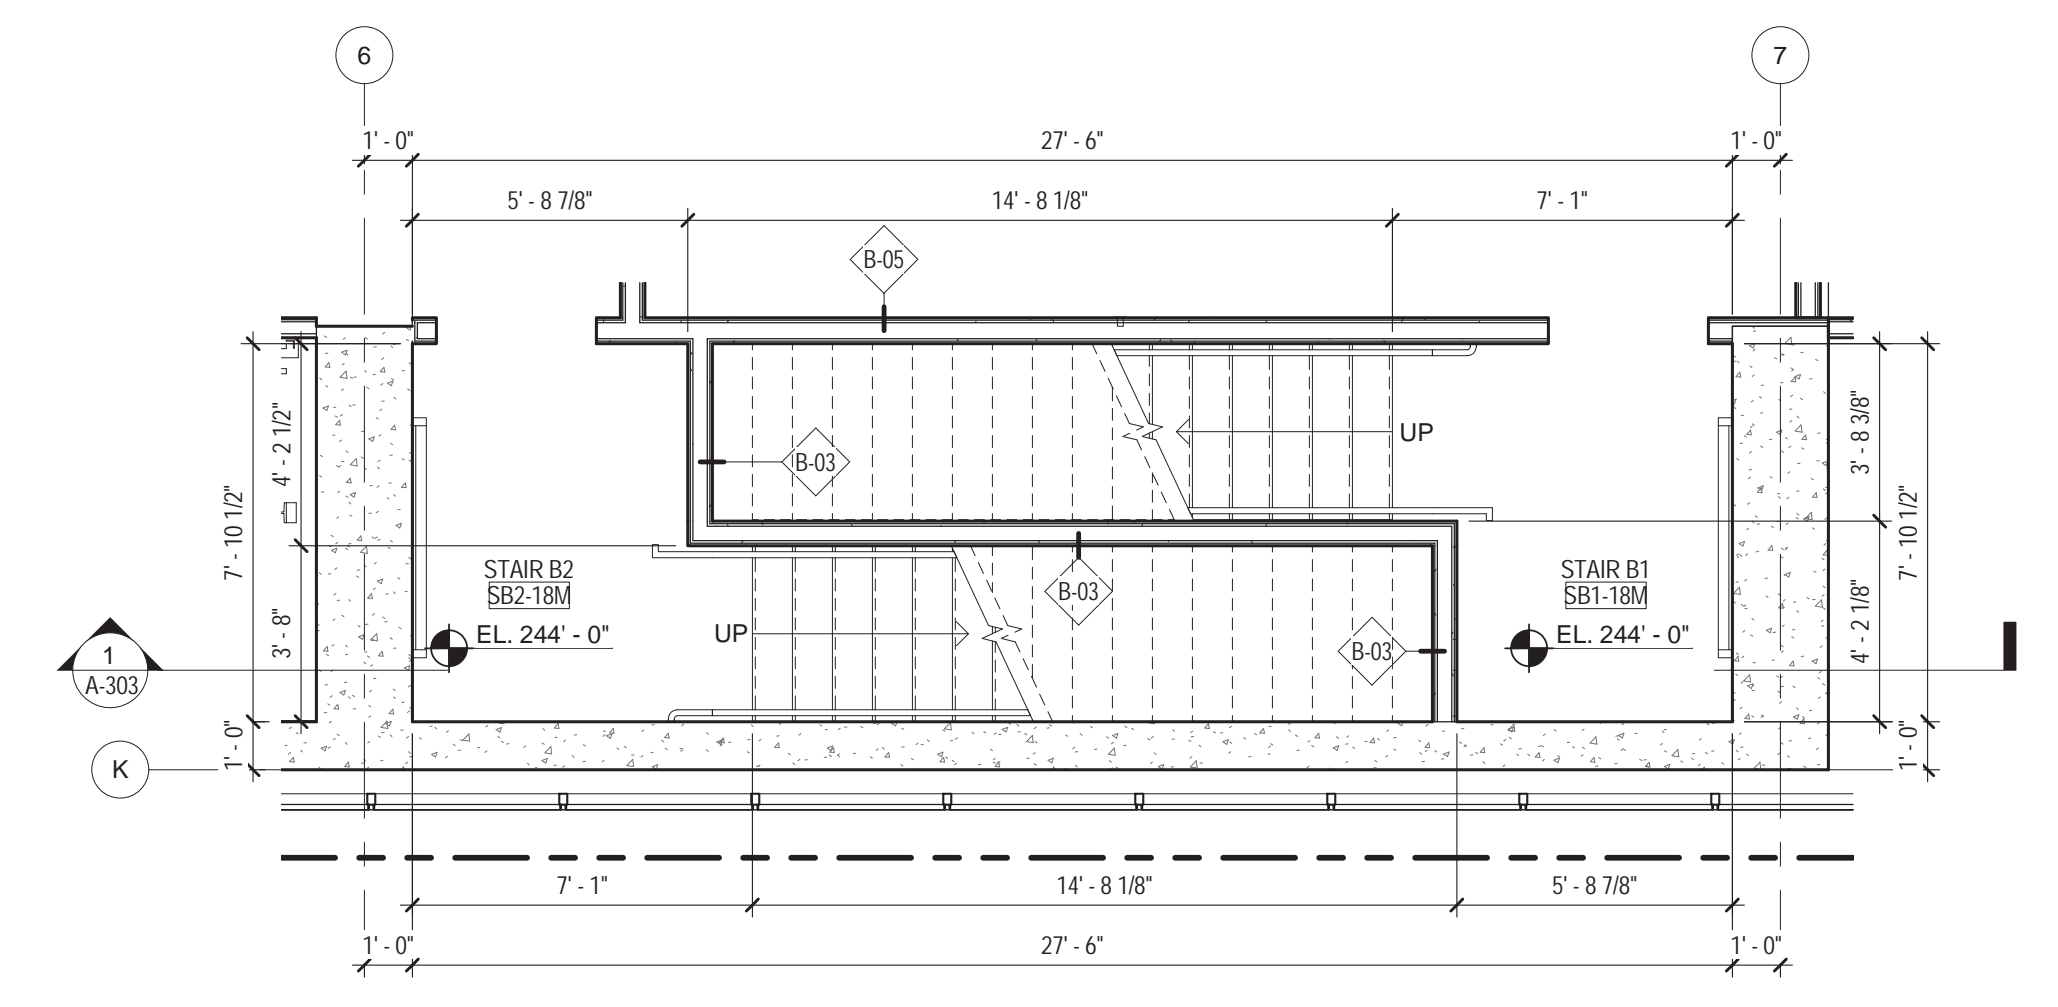 6
7
1' - 0"
27' - 6"
1' - 0"
5' - 8 7/8"
14' - 8 1/8"
7' - 1"
B-05
4' - 2 1/2"
3' - 8 3/8"
UP
B-03
7' - 10 1/2"
7' - 10 1/2"
STAIR B2
SB2-18M
EL. 244' - 0"
B-03
STAIR B1
SB1-18M
EL. 244' - 0"
UP
B-03
3' - 8"
4' - 2 1/8"
1
A-303
1' - 0"
1' - 0"
K
7' - 1"
14' - 8 1/8"
5' - 8 7/8"
1' - 0"
27' - 6"
1' - 0"